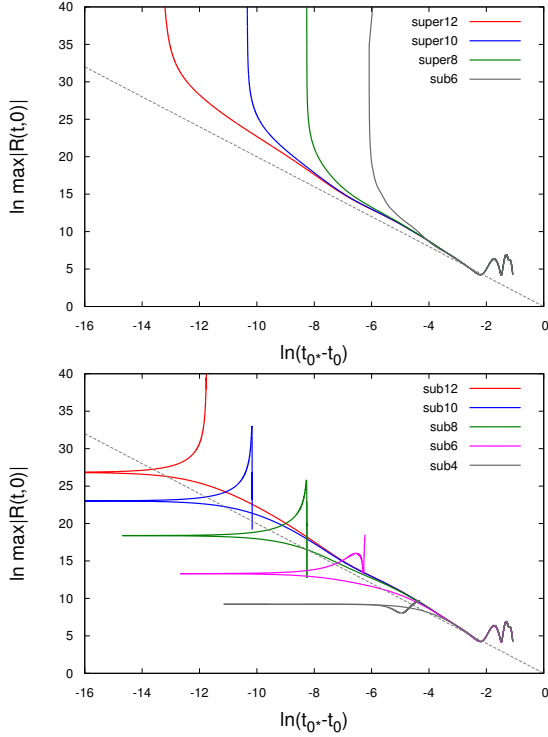 40
35
30
25
20
15
10
5
0
ln max|R(t,0)|
super12
super10
super8
sub6
-16 -14 -12 -10 -8 -6 -4 -2 0
ln(t0*-t0)
40
35
30
25
20
15
10
5
0
ln max|R(t,0)|
sub12
sub10
sub8
sub6
sub4
-16 -14 -12 -10 -8 -6 -4 -2 0
ln(t0*-t0)